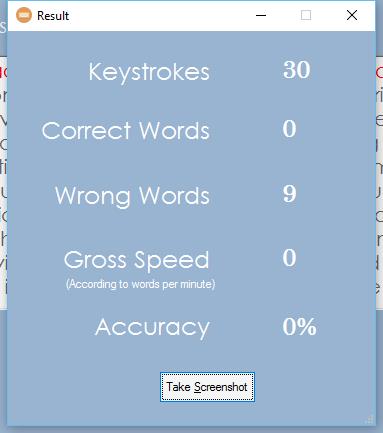 Result
Keystrokes 30
Correct Words 0
Wrong Words 9
Gross Speed 0
(According to words per minute)
Accuracy 0%
Take Screenshot